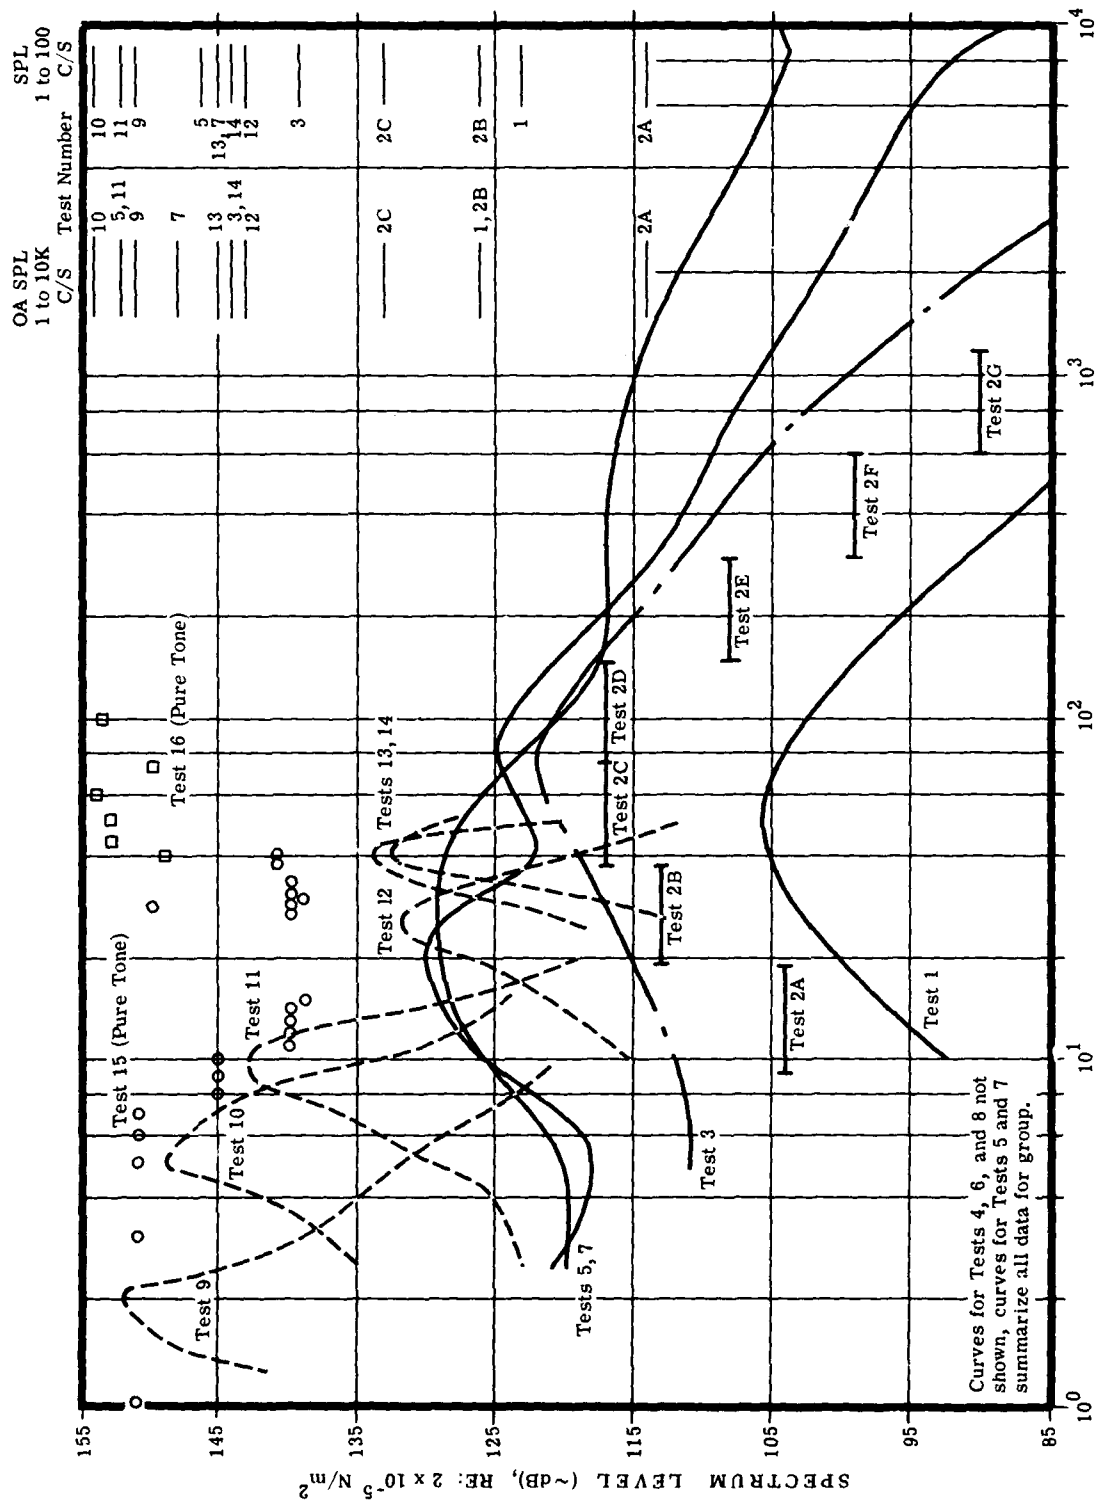 OA SPL
1 to 10K
C/S
Test Number
SPL
1 to 100
C/S
10
5, 11
9
7
13
3, 14
12
2C
1, 2B
2A
10
11
9
5
13, 7
14
12
3
2C
2B
1
2A
SPECTRUM LEVEL (~dB), RE: 2 x 10⁻⁵ N/m²
155
145
135
125
115
105
95
85
10⁰
10¹
10²
10³
10⁴
Test 15 (Pure Tone)
Test 16 (Pure Tone)
Test 9
Test 10
Test 11
Test 12
Tests 13, 14
Tests 5, 7
Test 3
Test 1
Test 2A
Test 2B
Test 2C
Test 2D
Test 2E
Test 2F
Test 2G
Curves for Tests 4, 6, and 8 not
shown, curves for Tests 5 and 7
summarize all data for group.